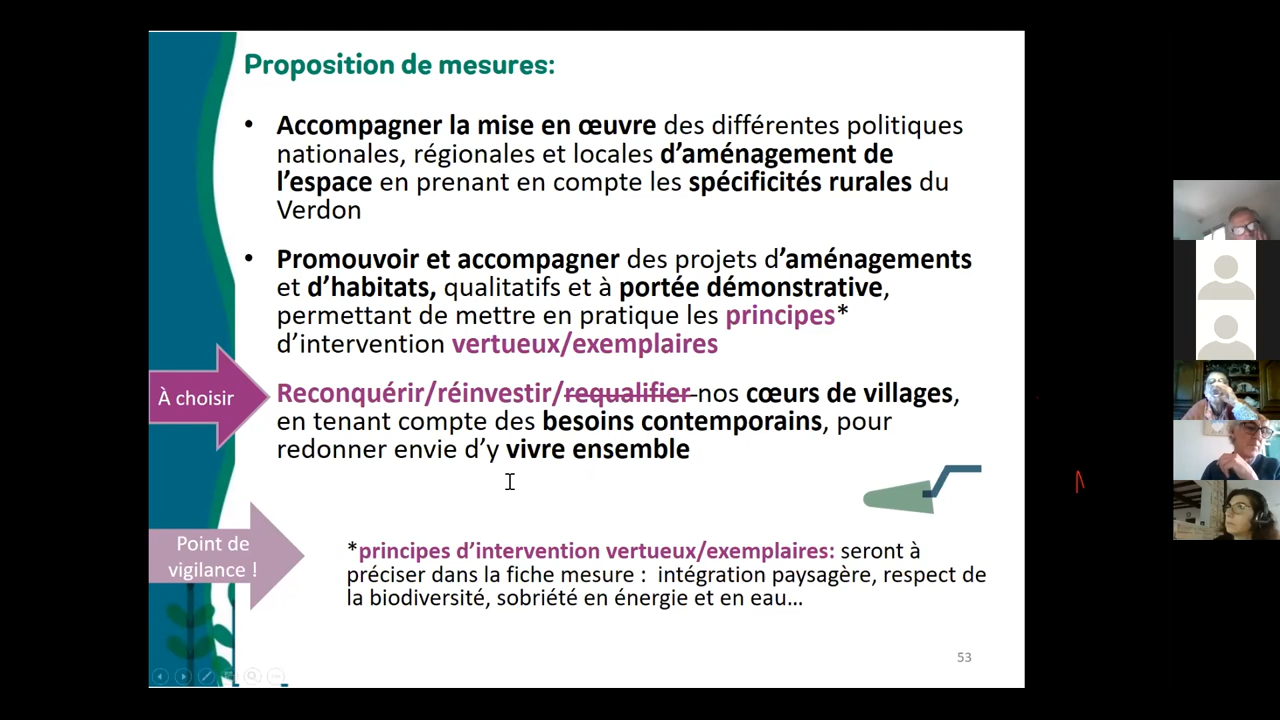 Proposition de mesures:
• Accompagner la mise en œuvre des différentes politiques
nationales, régionales et locales d’aménagement de
l’espace en prenant en compte les spécificités rurales du
Verdon
• Promouvoir et accompagner des projets d’aménagements
et d’habitats, qualitatifs et à portée démonstrative,
permettant de mettre en pratique les principes*
d’intervention vertueux/exemplaires
À choisir
Reconquérir/réinvestir/requalifier nos cœurs de villages,
en tenant compte des besoins contemporains, pour
redonner envie d’y vivre ensemble
Point de
vigilance !
*principes d’intervention vertueux/exemplaires: seront à
préciser dans la fiche mesure : intégration paysagère, respect de
la biodiversité, sobriété en énergie et en eau…
53